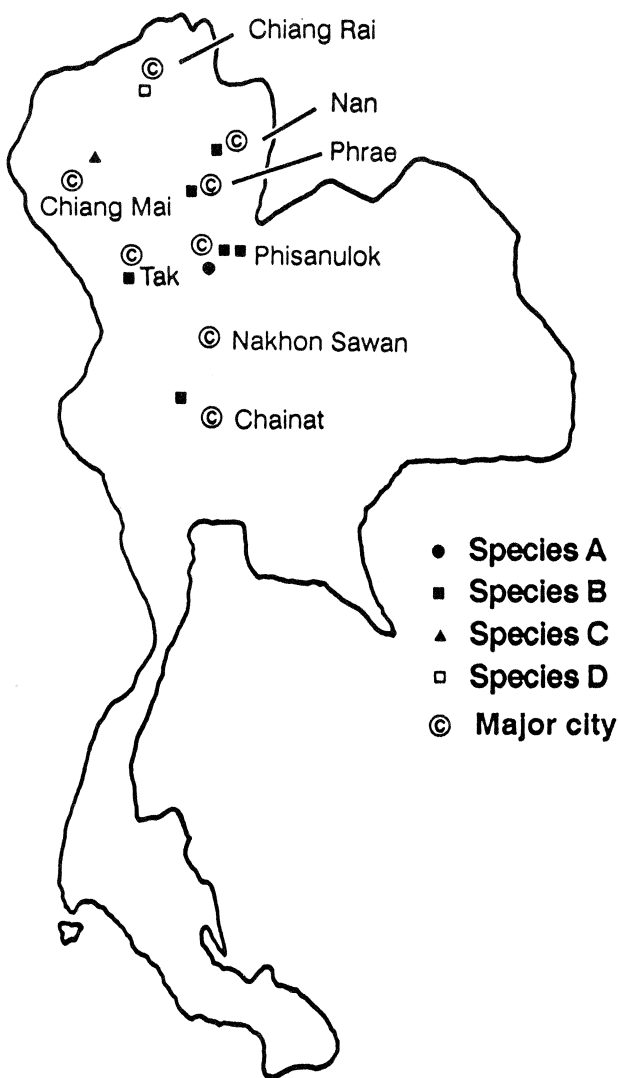 Chiang Rai
Nan
Phrae
Chiang Mai
Phisanulok
Tak
Nakhon Sawan
Chainat
Species A
Species B
Species C
Species D
© Major city